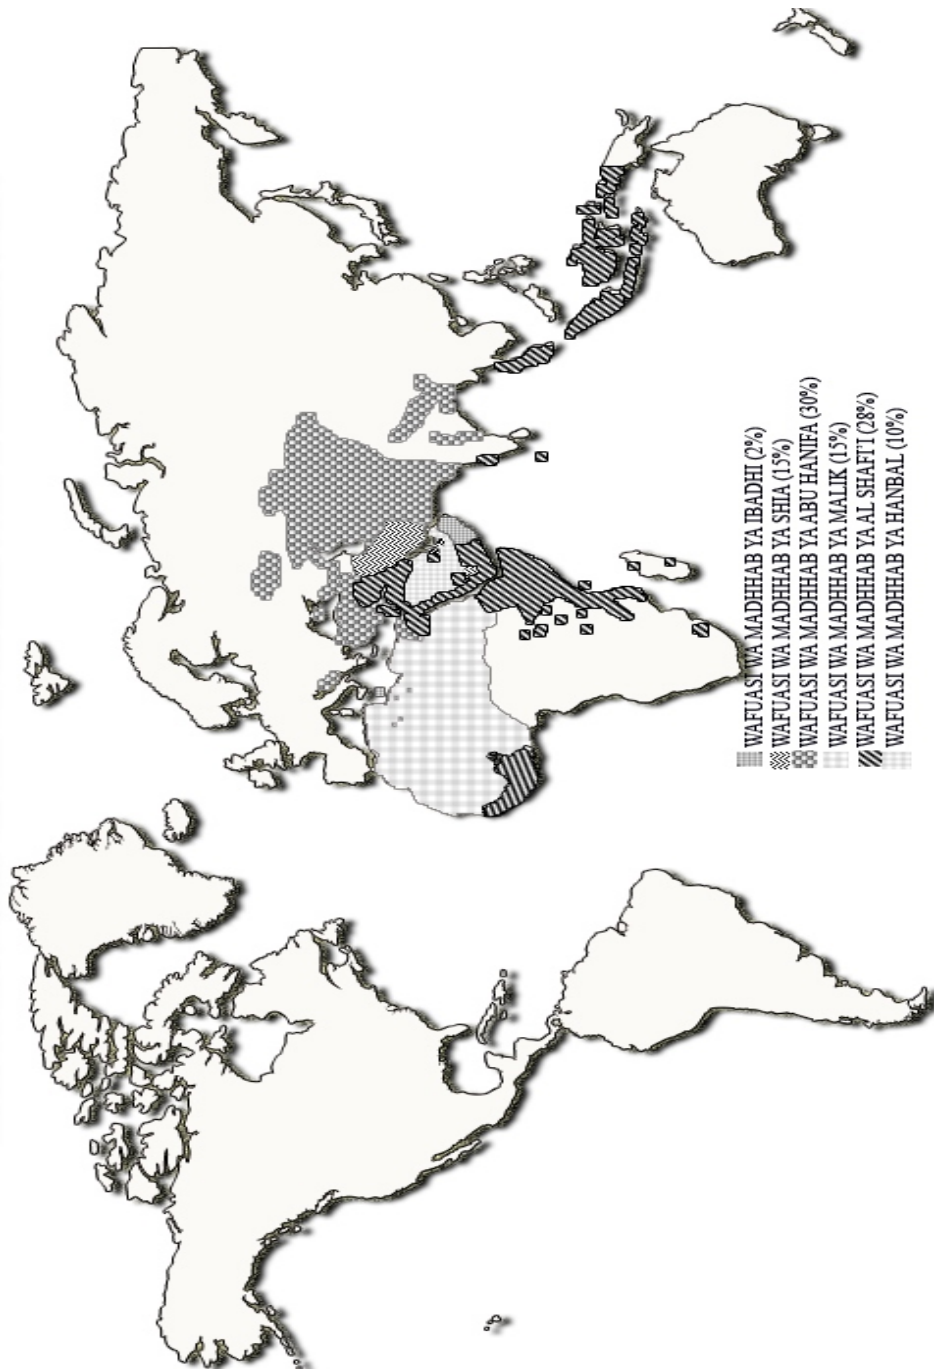 WAFUASI WA MADHHAB YA IBADHI (2%)
WAFUASI WA MADHHAB YA SHIA (15%)
WAFUASI WA MADHHAB YA ABU HANIFA (30%)
WAFUASI WA MADHHAB YA MALIK (15%)
WAFUASI WA MADHHAB YA AL SHAFI'I (28%)
WAFUASI WA MADHHAB YA HANBAL (10%)